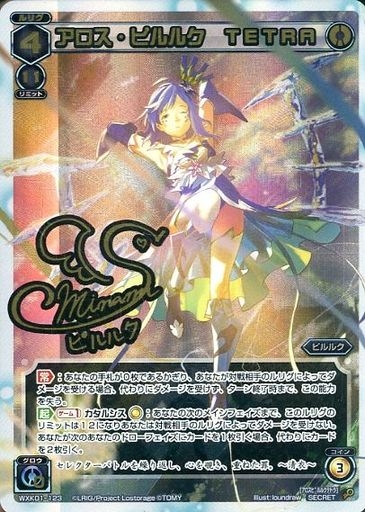 ルリグ
4
アロス・ピルルク TETRA
11
リミット
ピルルク
ピルルク
常：あなたの手札が0枚であるかぎり、あなたが対戦相手のルリグによってダ
メージを受ける場合、代わりにダメージを受けず、ターン終了時まで、この能力
を失う。
起 ゲーム1 カタルシス：あなたの次のメインフェイズまで、このルリグ
のリミットは12になりあなたは対戦相手のルリグによってダメージを受けない。
あなたが次のあなたのドローフェイズにカードを1枚引く場合、代わりにカード
を2枚引く。
セレクターバトルを繰り返し、心を覗き、重ねた罪。～清衣～
グロウ
0
コイン
3
WXK01-123 ©LRIG/Project Lostorage ©TOMY Illust:loundraw SECRET